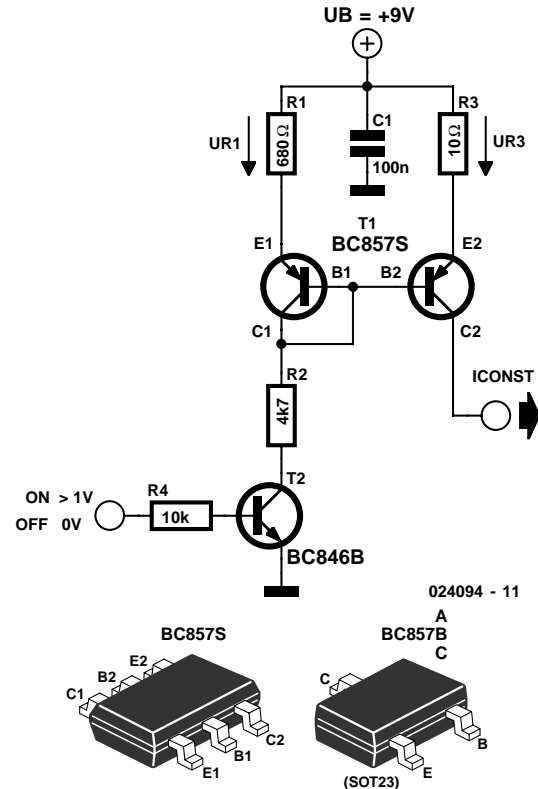 UB = +9V
R1
R3
C1
UR1
680Ω
10Ω
UR3
100n
T1
BC857S
E1
E2
B1
B2
C1
C2
R2
ICONST
4k7
T2
ON > 1V
OFF 0V
R4
10k
BC846B
024094 - 11
BC857S
A
BC857B
C
E2
B2
C1
C2
B1
E1
C
B
E
(SOT23)